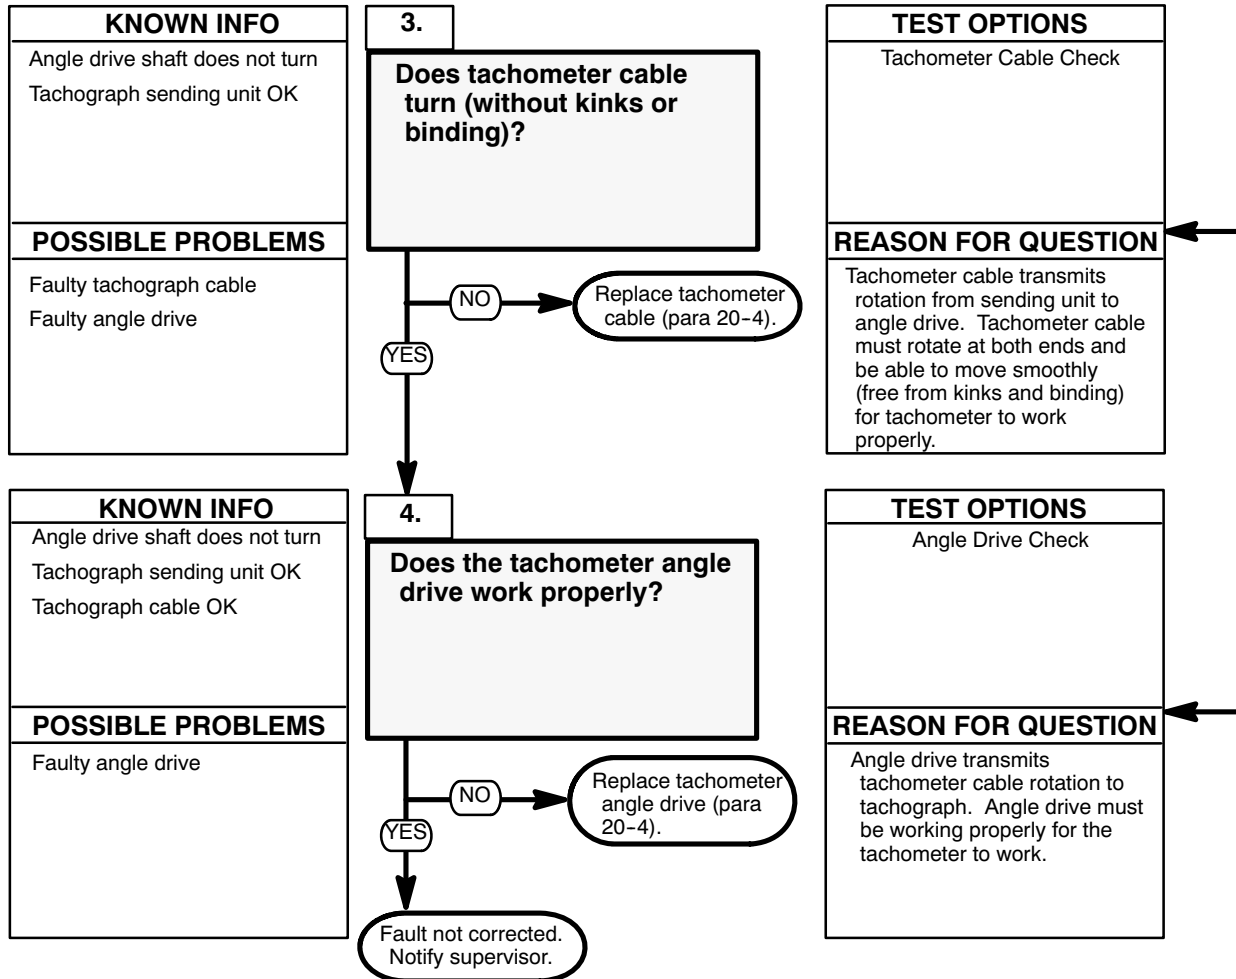 KNOWN INFO
Angle drive shaft does not turn
Tachograph sending unit OK
POSSIBLE PROBLEMS
Faulty tachograph cable
Faulty angle drive
3.
Does tachometer cable
turn (without kinks or
binding)?
NO
Replace tachometer
cable (para 20-4).
YES
TEST OPTIONS
Tachometer Cable Check
REASON FOR QUESTION
Tachometer cable transmits
rotation from sending unit to
angle drive. Tachometer cable
must rotate at both ends and
be able to move smoothly
(free from kinks and binding)
for tachometer to work
properly.
KNOWN INFO
Angle drive shaft does not turn
Tachograph sending unit OK
Tachograph cable OK
POSSIBLE PROBLEMS
Faulty angle drive
4.
Does the tachometer angle
drive work properly?
NO
Replace tachometer
angle drive (para
20-4).
YES
Fault not corrected.
Notify supervisor.
TEST OPTIONS
Angle Drive Check
REASON FOR QUESTION
Angle drive transmits
tachometer cable rotation to
tachograph. Angle drive must
be working properly for the
tachometer to work.